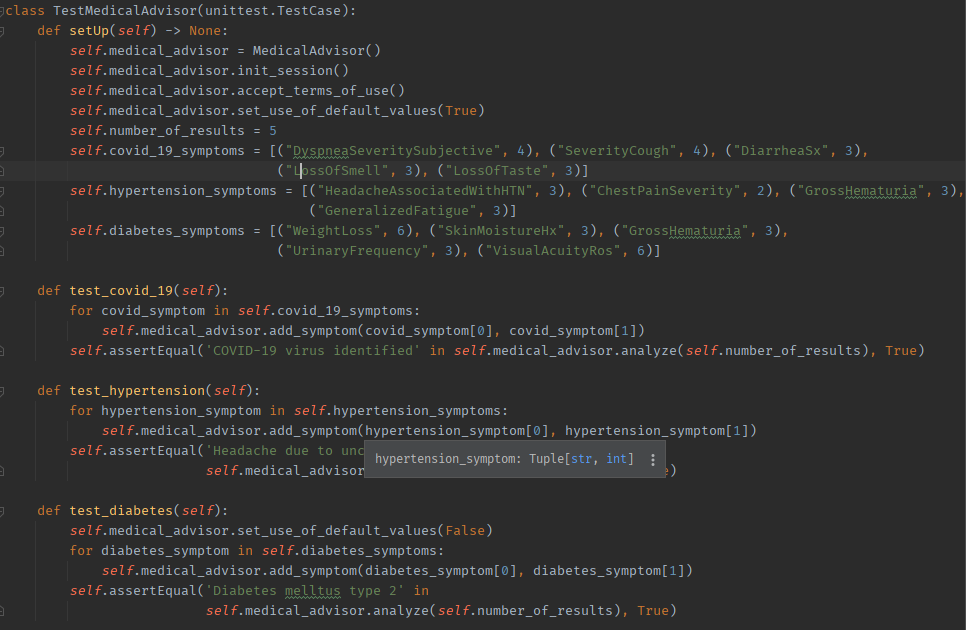 class TestMedicalAdvisor(unittest.TestCase):
    def setUp(self) -> None:
        self.medical_advisor = MedicalAdvisor()
        self.medical_advisor.init_session()
        self.medical_advisor.accept_terms_of_use()
        self.medical_advisor.set_use_of_default_values(True)
        self.number_of_results = 5
        self.covid_19_symptoms = [("DyspneaSeveritySubjective", 4), ("SeverityCough", 4), ("DiarrheaSx", 3),
                                  ("LossOfSmell", 3), ("LossOfTaste", 3)]
        self.hypertension_symptoms = [("HeadacheAssociatedWithHTN", 3), ("ChestPainSeverity", 2), ("GrossHematuria", 3),
                                      ("GeneralizedFatigue", 3)]
        self.diabetes_symptoms = [("WeightLoss", 6), ("SkinMoistureHx", 3), ("GrossHematuria", 3),
                                  ("UrinaryFrequency", 3), ("VisualAcuityRos", 6)]
    def test_covid_19(self):
        for covid_symptom in self.covid_19_symptoms:
            self.medical_advisor.add_symptom(covid_symptom[0], covid_symptom[1])
        self.assertEqual('COVID-19 virus identified' in self.medical_advisor.analyze(self.number_of_results), True)
    def test_hypertension(self):
        for hypertension_symptom in self.hypertension_symptoms:
            self.medical_advisor.add_symptom(hypertension_symptom[0], hypertension_symptom[1])
        self.assertEqual('Headache due to unc
hypertension_symptom: Tuple[str, int]
                         self.medical_advisor )
    def test_diabetes(self):
        self.medical_advisor.set_use_of_default_values(False)
        for diabetes_symptom in self.diabetes_symptoms:
            self.medical_advisor.add_symptom(diabetes_symptom[0], diabetes_symptom[1])
        self.assertEqual('Diabetes melltus type 2' in
                         self.medical_advisor.analyze(self.number_of_results), True)